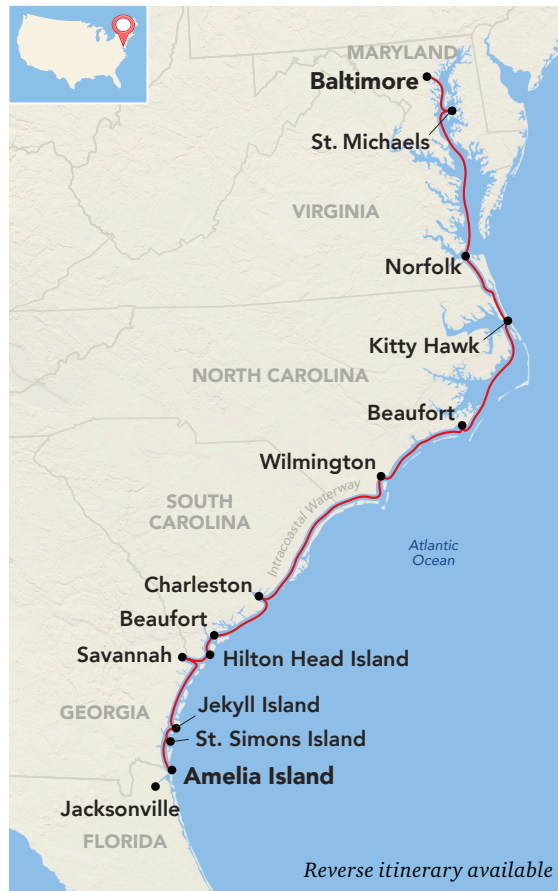 MARYLAND
Baltimore
St. Michaels
VIRGINIA
Norfolk
Kitty Hawk
NORTH CAROLINA
Beaufort
Wilmington
Intracoastal Waterway
SOUTH
CAROLINA
Atlantic
Ocean
Charleston
Beaufort
Savannah
Hilton Head Island
GEORGIA
Jekyll Island
St. Simons Island
Amelia Island
Jacksonville
FLORIDA
Reverse itinerary available